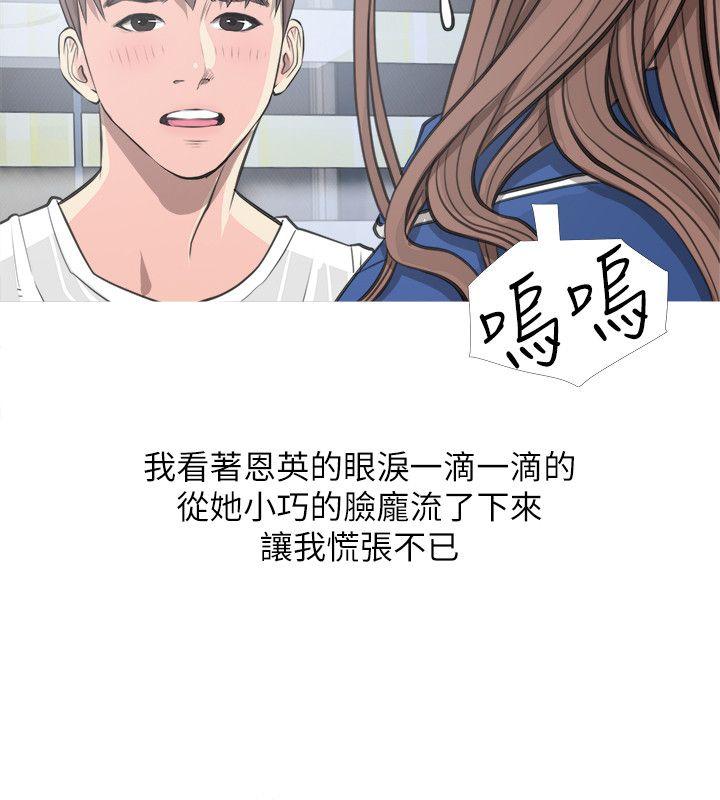 嗚嗚
我看著恩英的眼淚一滴一滴的
從她小巧的臉龐流了下來
讓我慌張不已